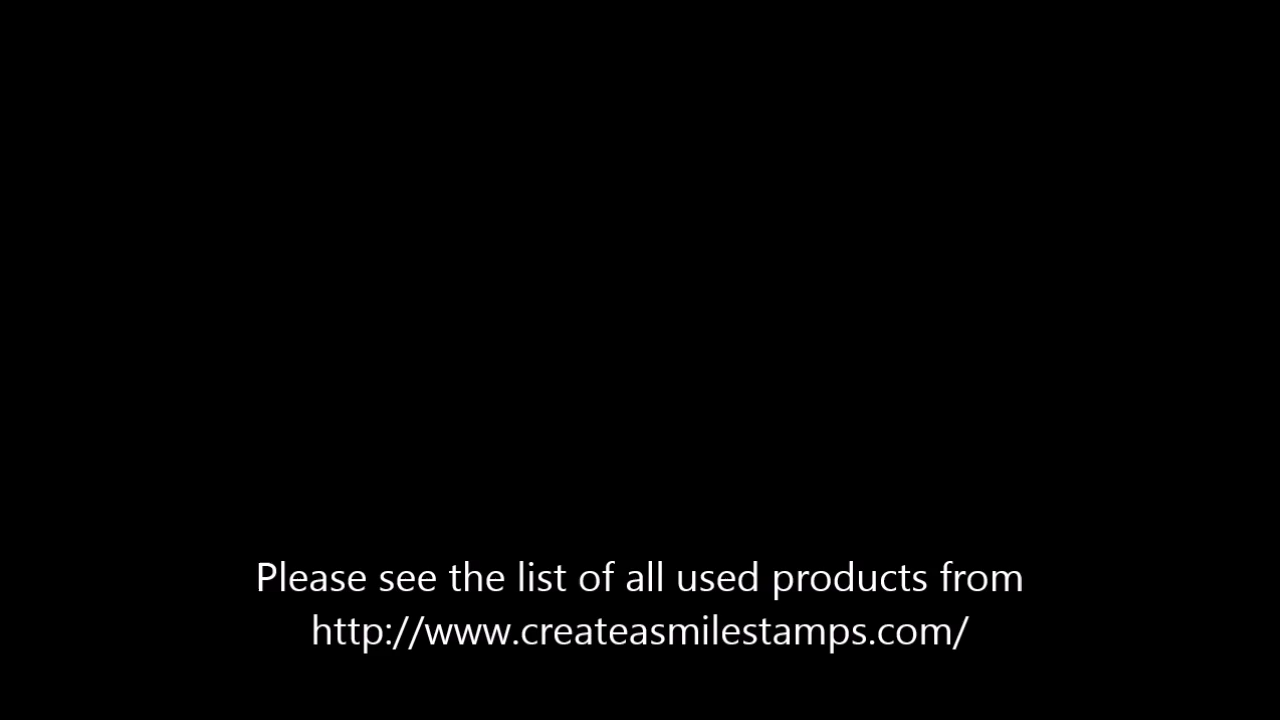 Please see the list of all used products from
http://www.createasmilestamps.com/